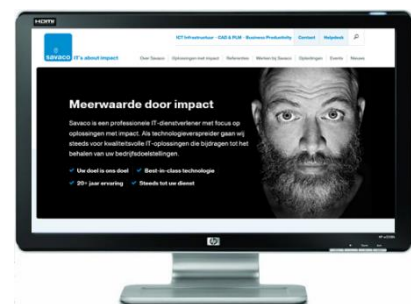 HDMI
ICT Infrastructuur · CAD & PLM · Business Productivity Contact Helpdesk
savaco IT's about impact
Over Savaco Oplossingen met impact Referenties Werken bij Savaco Opleidingen Events Nieuws
Meerwaarde door impact
Savaco is een professionele IT-dienstverlener met focus op
oplossingen met impact. Als technologieverspreider gaan wij
steeds voor kwaliteitsvolle IT-oplossingen die bijdragen tot het
behalen van uw bedrijfsdoelstellingen.
✓ Uw doel is ons doel ✓ Best-in-class technologie
✓ 20+ jaar ervaring ✓ Steeds tot uw dienst
hp